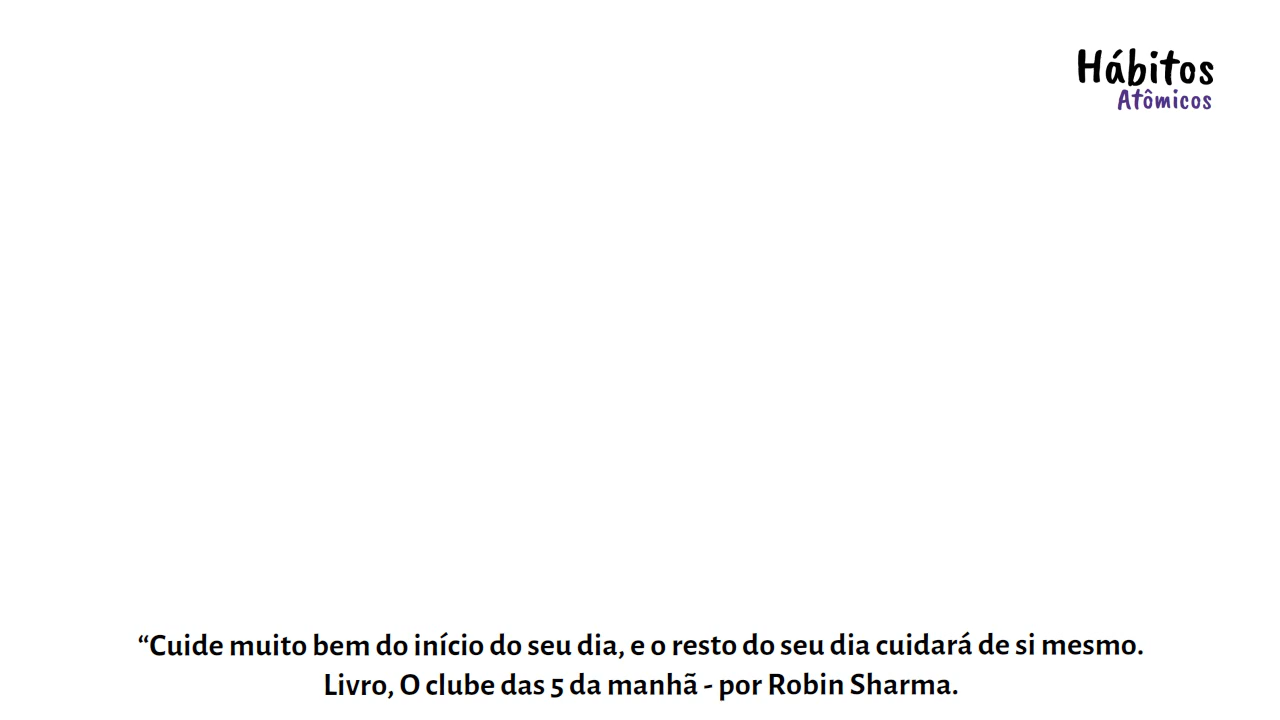 Hábitos
Atômicos
“Cuide muito bem do início do seu dia, e o resto do seu dia cuidará de si mesmo.
Livro, O clube das 5 da manhã - por Robin Sharma.